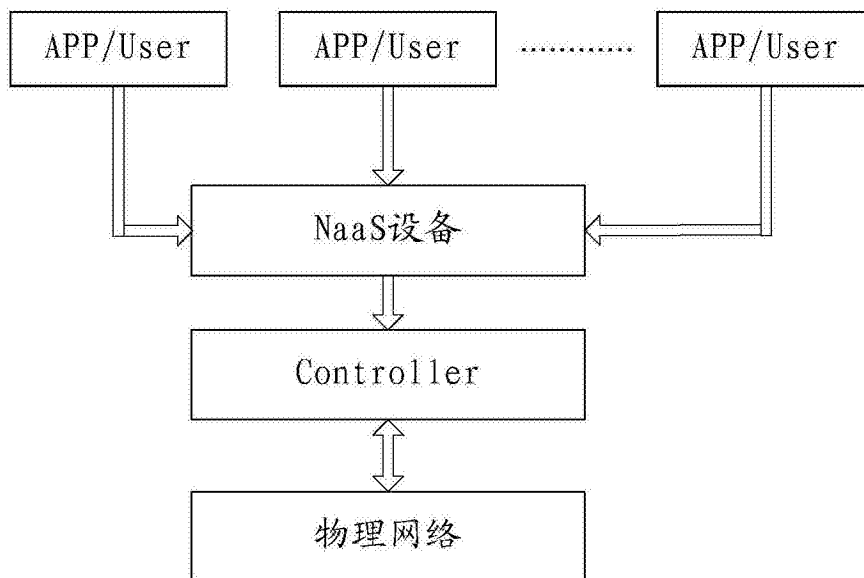 APP/User
APP/User
············
APP/User
NaaS设备
Controller
物理网络